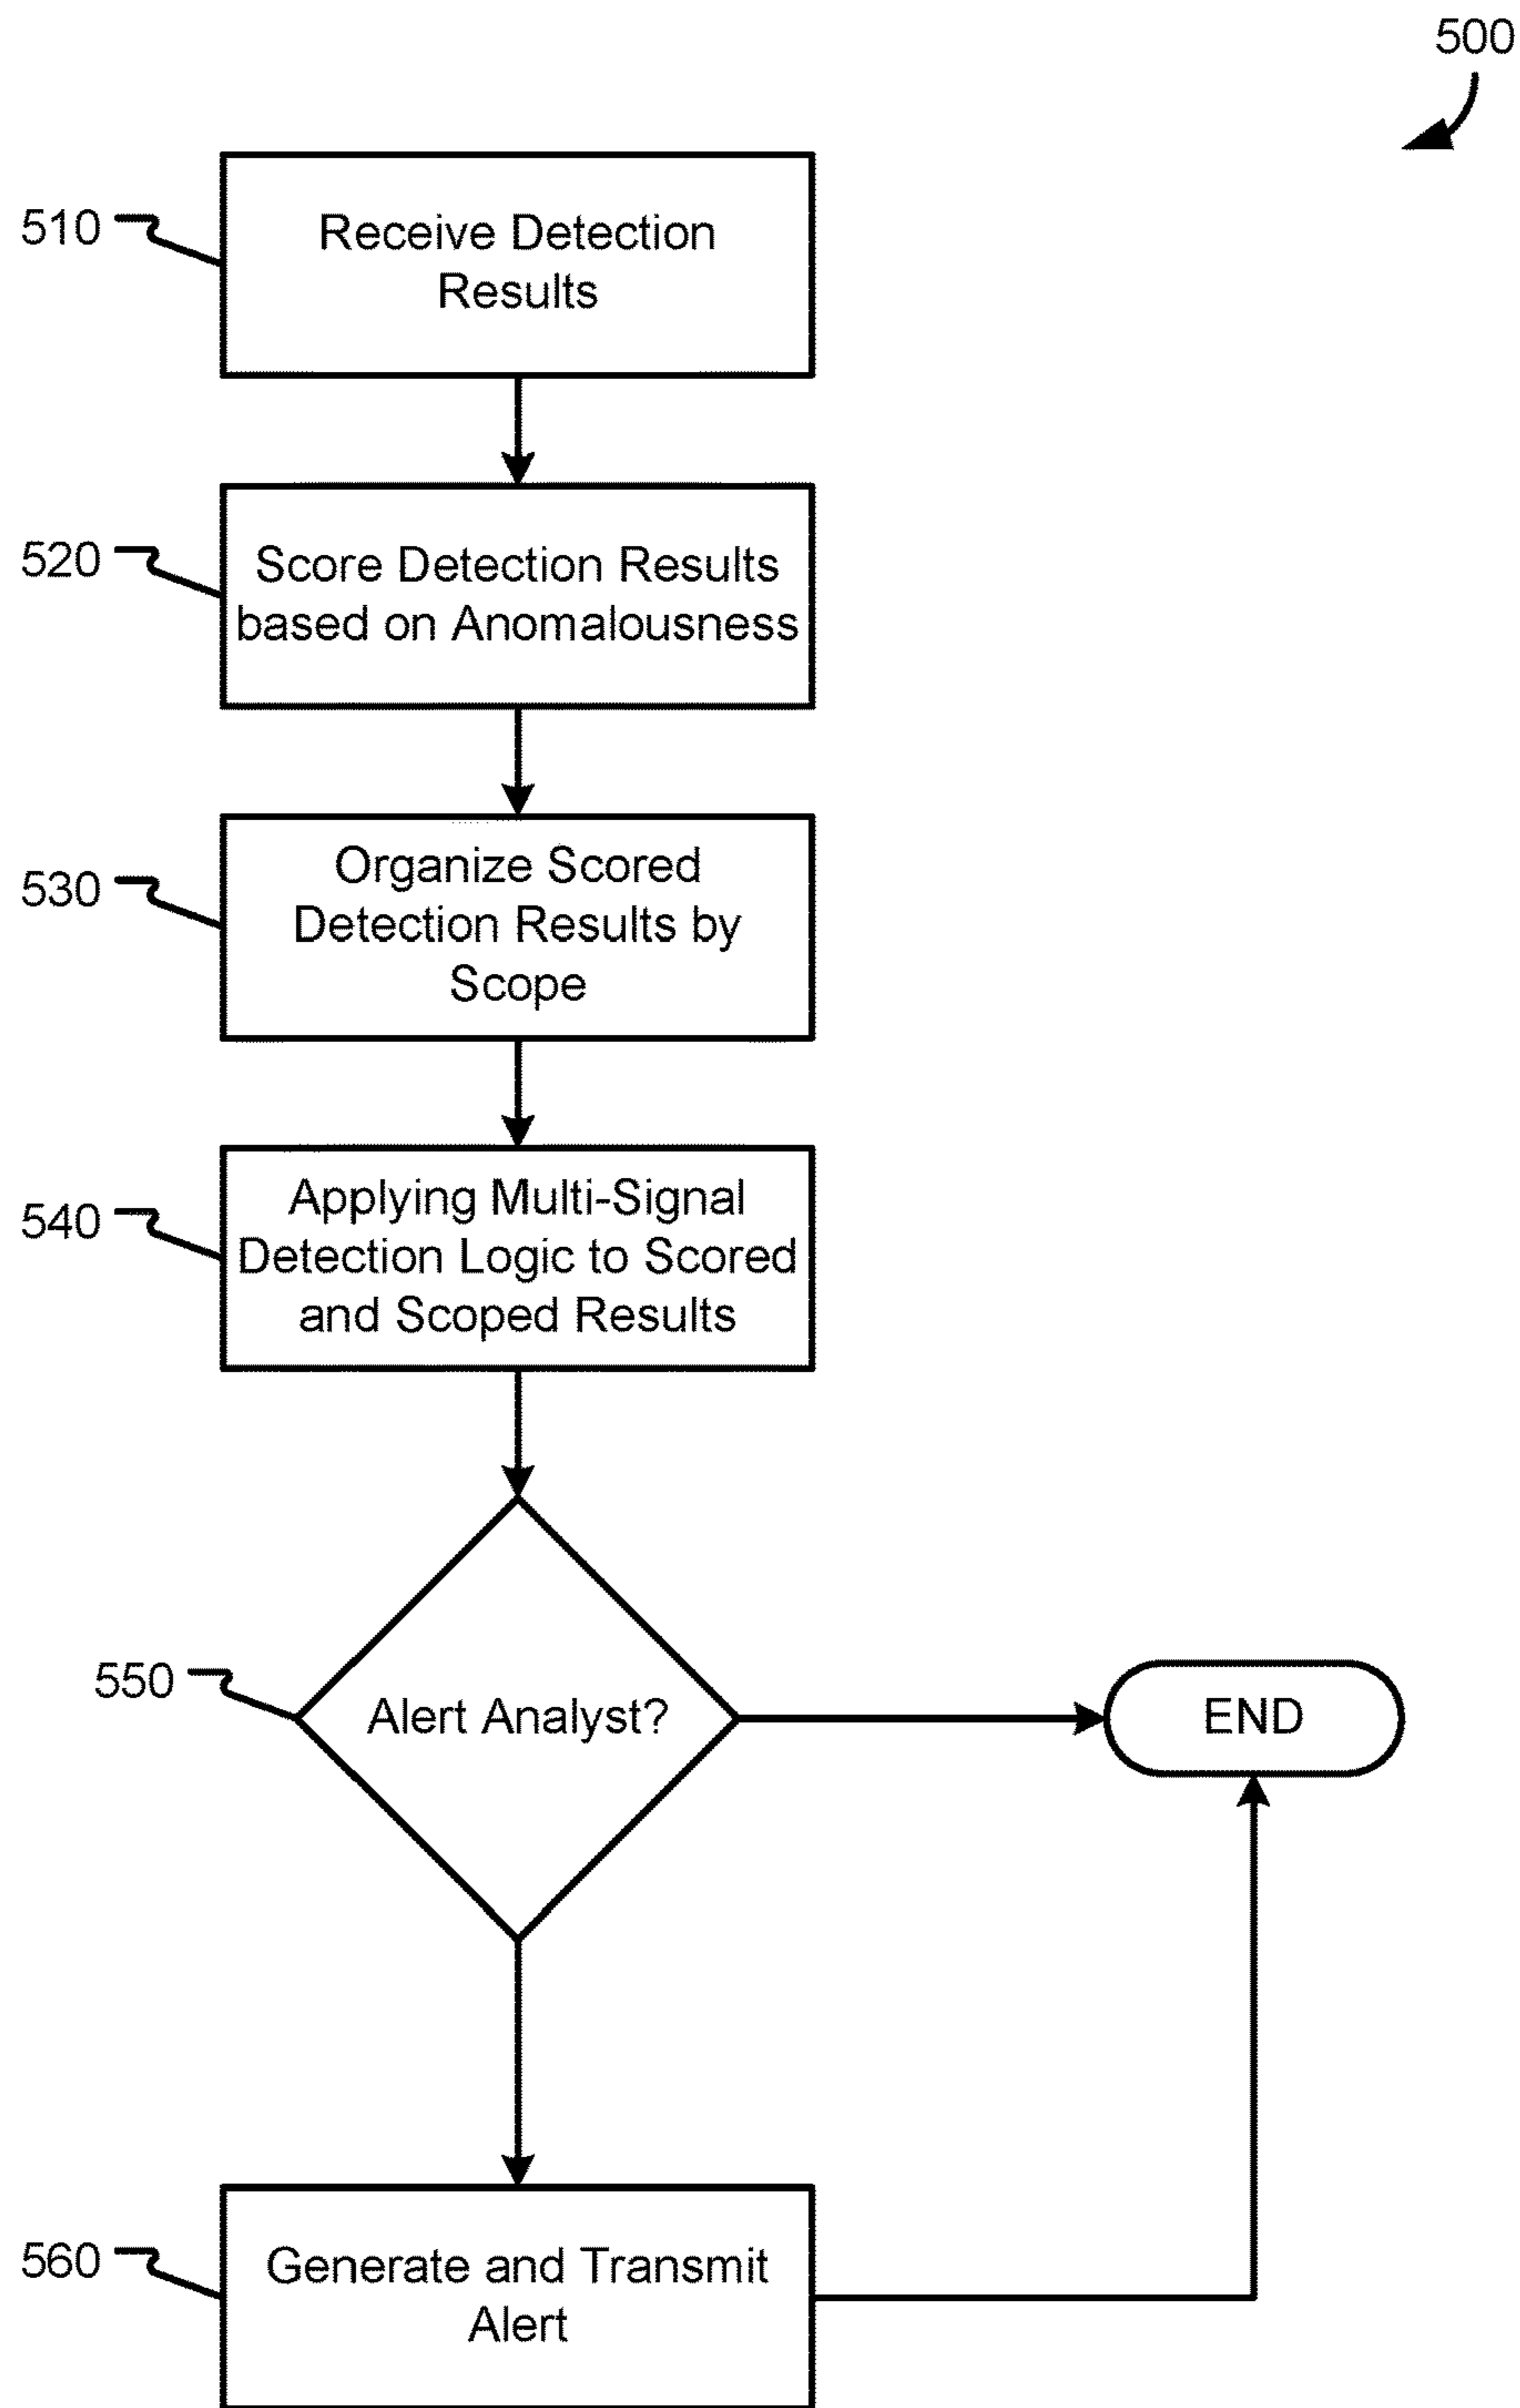 500
510
Receive Detection
Results
520
Score Detection Results
based on Anomalousness
530
Organize Scored
Detection Results by
Scope
540
Applying Multi-Signal
Detection Logic to Scored
and Scoped Results
550
Alert Analyst?
END
560
Generate and Transmit
Alert